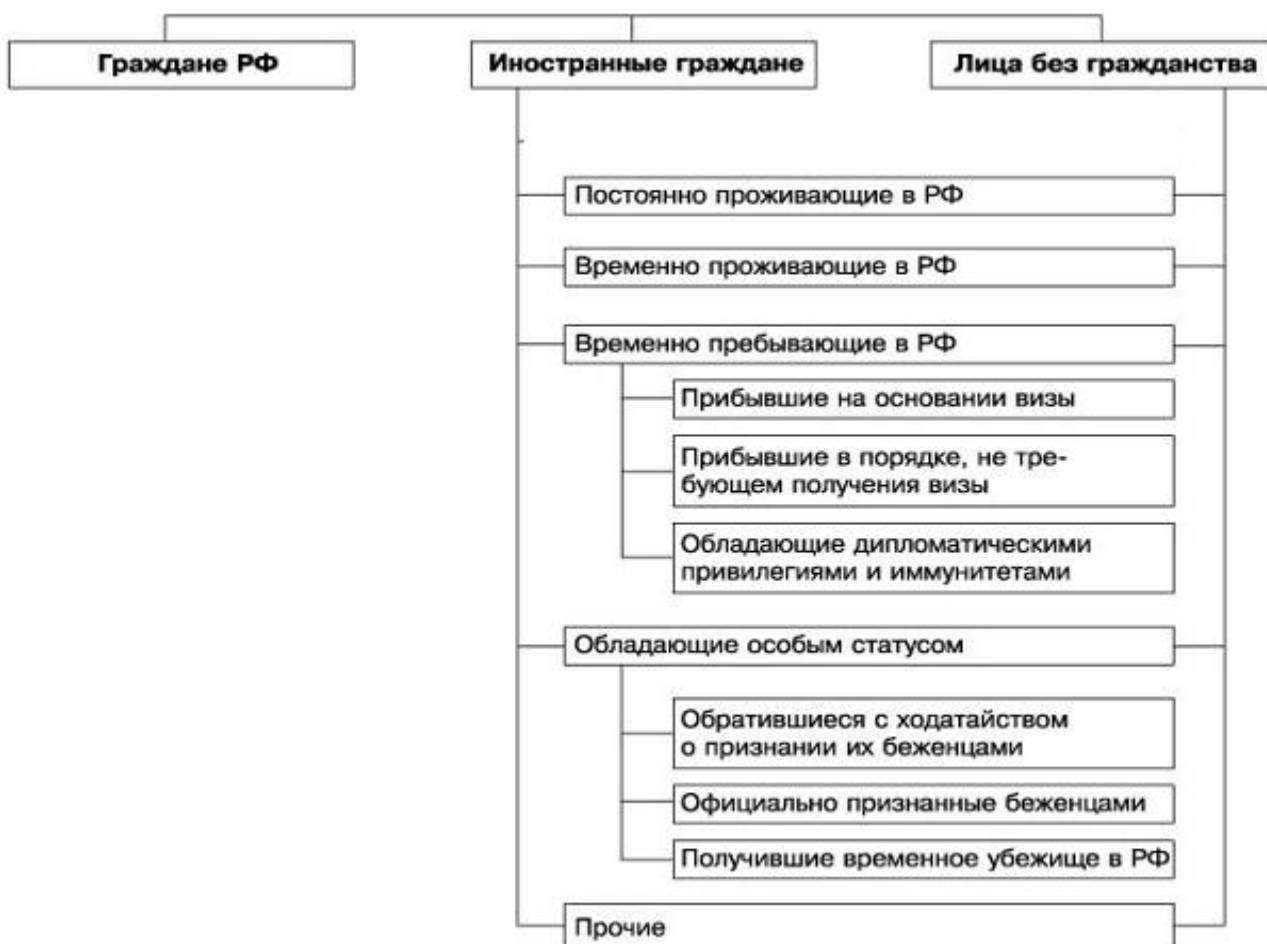 Граждане РФ
Иностранные граждане
Лица без гражданства
Постоянно проживающие в РФ
Временно проживающие в РФ
Временно пребывающие в РФ
Прибывшие на основании визы
Прибывшие в порядке, не тре-
бующем получения визы
Обладающие дипломатическими
привилегиями и иммунитетами
Обладающие особым статусом
Обратившиеся с ходатайством
о признании их беженцами
Официально признанные беженцами
Получившие временное убежище в РФ
Прочие